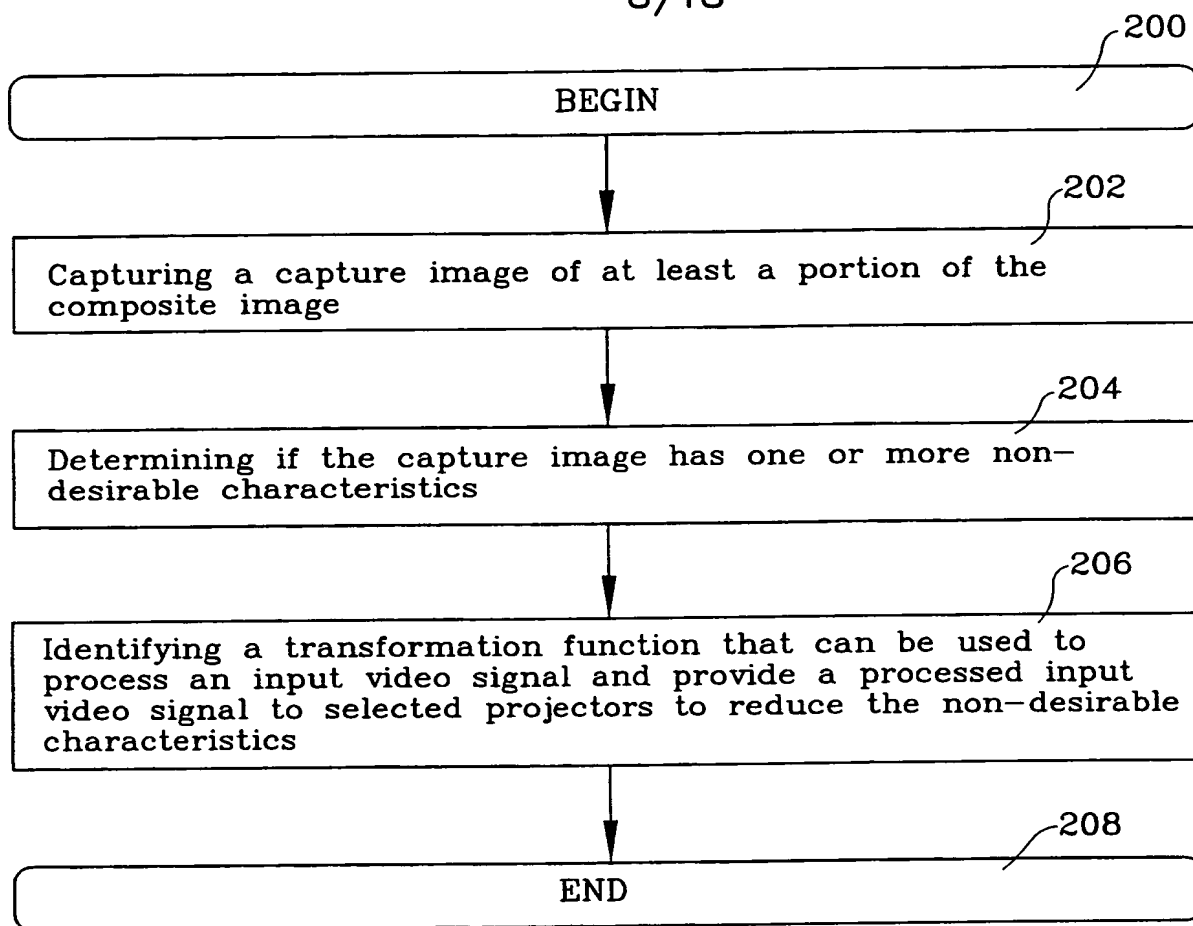 200
BEGIN
202
Capturing a capture image of at least a portion of the
composite image
204
Determining if the capture image has one or more non-
desirable characteristics
206
Identifying a transformation function that can be used to
process an input video signal and provide a processed input
video signal to selected projectors to reduce the non-desirable
characteristics
208
END